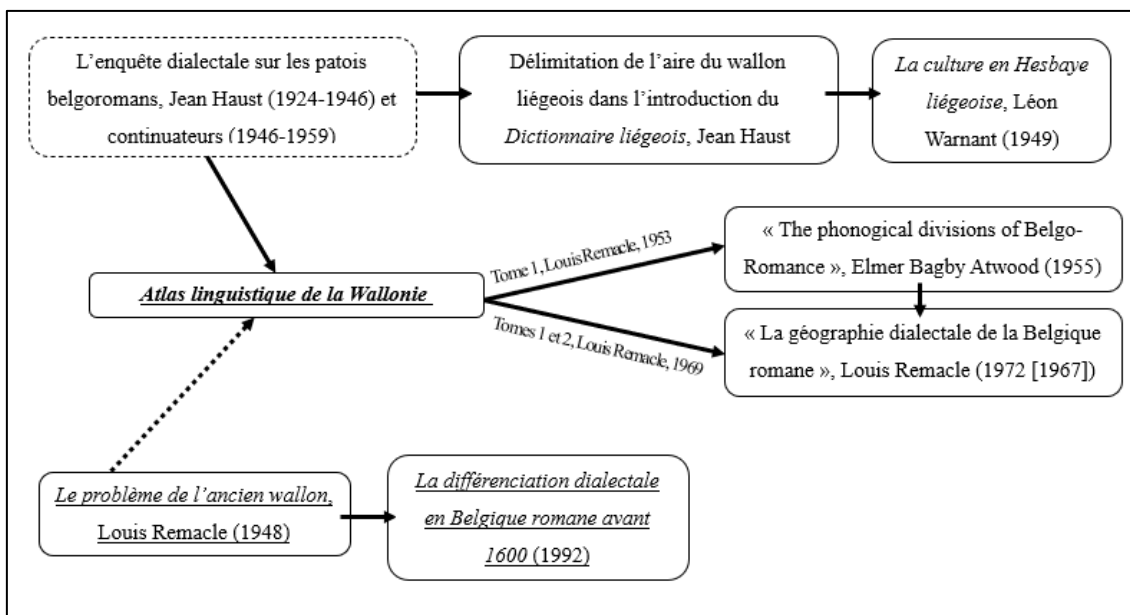 L’enquête dialectale sur les patois
belgoromans, Jean Haust (1924-1946) et
continuateurs (1946-1959)
Délimitation de l’aire du wallon
liégeois dans l’introduction du
Dictionnaire liégeois, Jean Haust
La culture en Hesbaye
liégeoise, Léon
Warnant (1949)
Atlas linguistique de la Wallonie
Tome 1, Louis Remacle, 1953
Tomes 1 et 2, Louis Remacle, 1969
« The phonogical divisions of Belgo-
Romance », Elmer Bagby Atwood (1955)
« La géographie dialectale de la Belgique
romane », Louis Remacle (1972 [1967])
Le problème de l’ancien wallon,
Louis Remacle (1948)
La différenciation dialectale
en Belgique romane avant
1600 (1992)